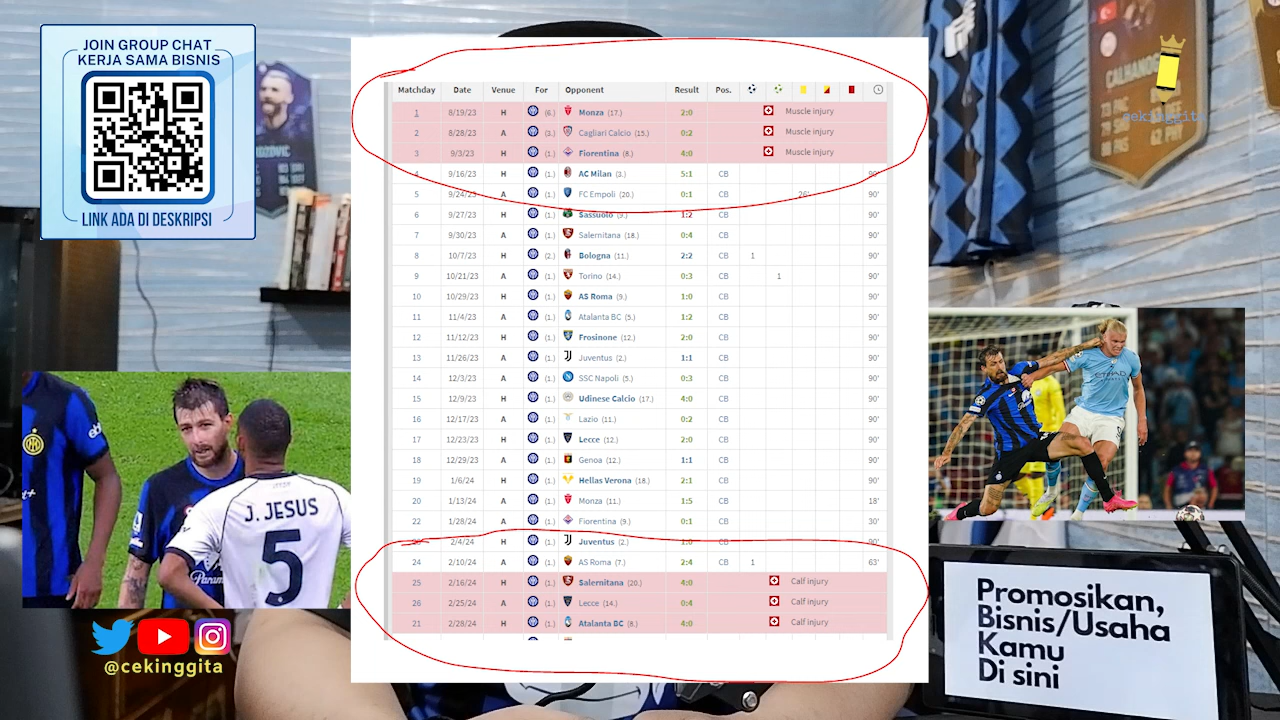 JOIN GROUP CHAT
KERJA SAMA BISNIS
LINK ADA DI DESKRIPSI
@cekinggita
J. JESUS
5
Matchday Date Venue For Opponent Result Pos.
1 8/19/23 H (6.) Monza (17.) 2:0 Muscle injury
2 8/28/23 A (3.) Cagliari Calcio (15.) 0:2 Muscle injury
3 9/3/23 H (1.) Fiorentina (8.) 4:0 Muscle injury
4 9/16/23 H (1.) AC Milan (3.) 5:1 CB 90'
5 9/24/23 A (1.) FC Empoli (20.) 0:1 CB 26' 90'
6 9/27/23 H (1.) Sassuolo (9.) 1:2 CB 90'
7 9/30/23 A (1.) Salernitana (18.) 0:4 CB 90'
8 10/7/23 H (2.) Bologna (11.) 2:2 CB 1 90'
9 10/21/23 A (1.) Torino (14.) 0:3 CB 1 90'
10 10/29/23 H (1.) AS Roma (9.) 1:0 CB 90'
11 11/4/23 A (1.) Atalanta BC (5.) 1:2 CB 90'
12 11/12/23 H (1.) Frosinone (12.) 2:0 CB 90'
13 11/26/23 A (1.) Juventus (2.) 1:1 CB 90'
14 12/3/23 A (1.) SSC Napoli (5.) 0:3 CB 90'
15 12/9/23 H (1.) Udinese Calcio (17.) 4:0 CB 90'
16 12/17/23 A (1.) Lazio (11.) 0:2 CB 90'
17 12/23/23 H (1.) Lecce (12.) 2:0 CB 90'
18 12/29/23 A (1.) Genoa (12.) 1:1 CB 90'
19 1/6/24 H (1.) Hellas Verona (18.) 2:1 CB 90'
20 1/13/24 A (1.) Monza (11.) 1:5 CB 18'
22 1/28/24 A (1.) Fiorentina (9.) 0:1 CB 30'
2/4/24 H (1.) Juventus (2.) 1:0 CB 90'
24 2/10/24 A (1.) AS Roma (7.) 2:4 CB 1 63'
25 2/16/24 H (1.) Salernitana (20.) 4:0 Calf injury
26 2/25/24 A (1.) Lecce (14.) 0:4 Calf injury
21 2/28/24 H (1.) Atalanta BC (8.) 4:0 Calf injury
cekinggita
Promosikan,
Bisnis/Usaha
Kamu
Di sini